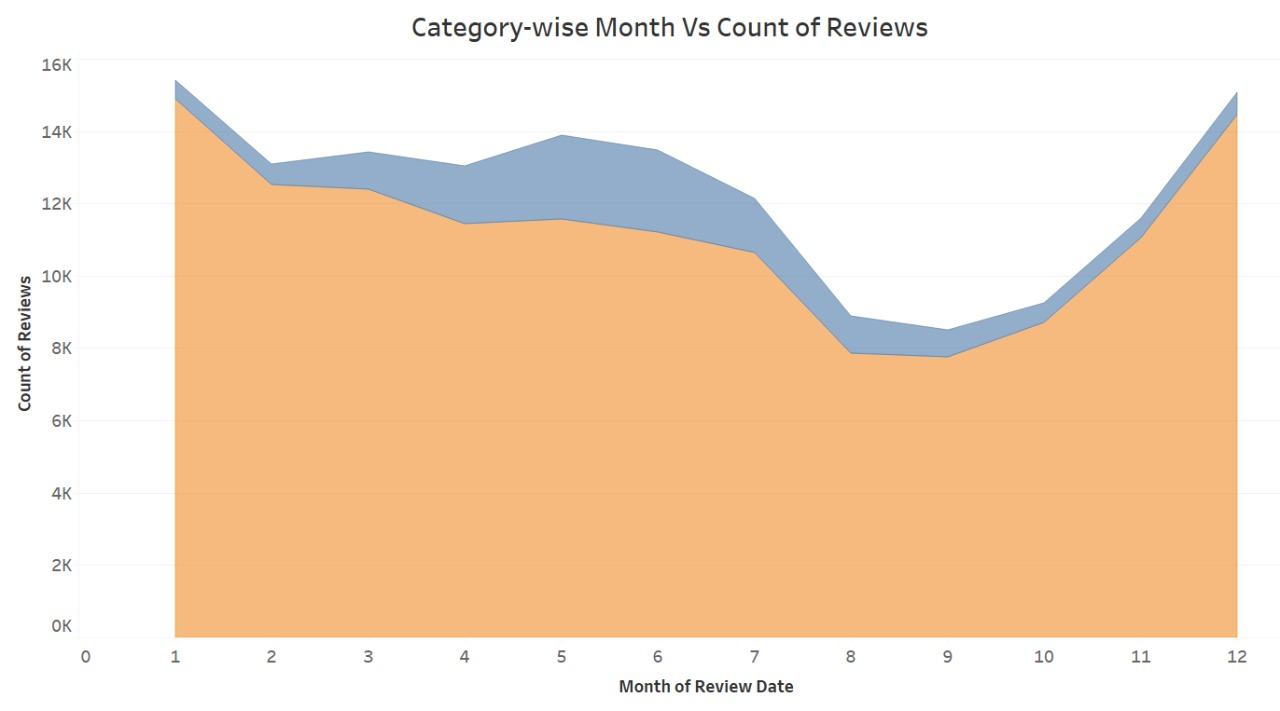 Category-wise Month Vs Count of Reviews
16K
14K
12K
10K
8K
6K
4K
2K
0K
Count of Reviews
0 1 2 3 4 5 6 7 8 9 10 11 12
Month of Review Date